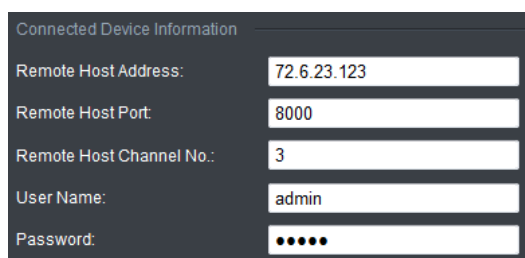 Connected Device Information
Remote Host Address: 72.6.23.123
Remote Host Port: 8000
Remote Host Channel No.: 3
User Name: admin
Password: •••••